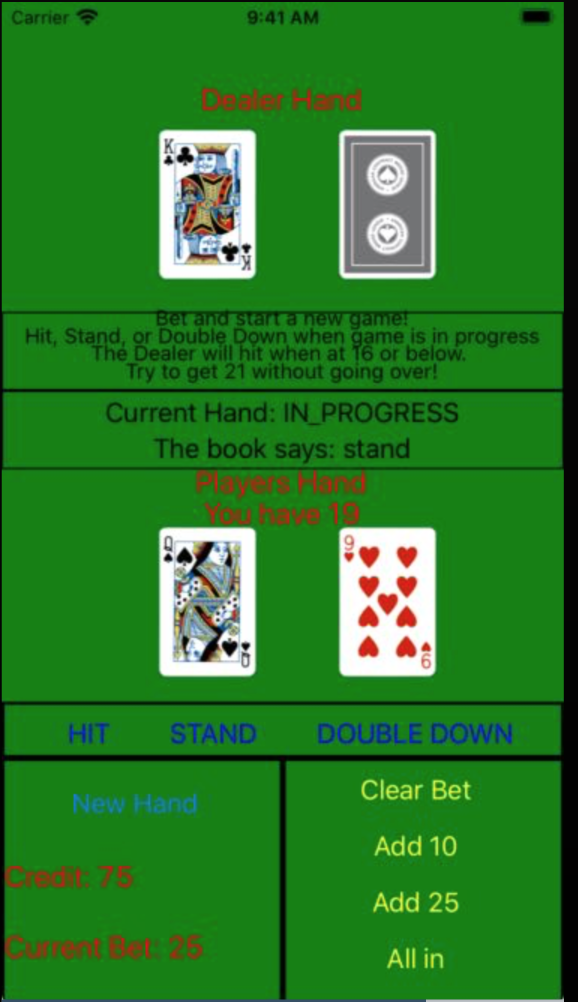 Carrier 9:41 AM
Dealer Hand
K
K
Bet and start a new game!
Hit, Stand, or Double Down when game is in progress
The Dealer will hit when at 16 or below.
Try to get 21 without going over!
Current Hand: IN_PROGRESS
The book says: stand
Players Hand
You have 19
Q 9
Q 9
HIT STAND DOUBLE DOWN
New Hand
Credit: 75
Current Bet: 25
Clear Bet
Add 10
Add 25
All in